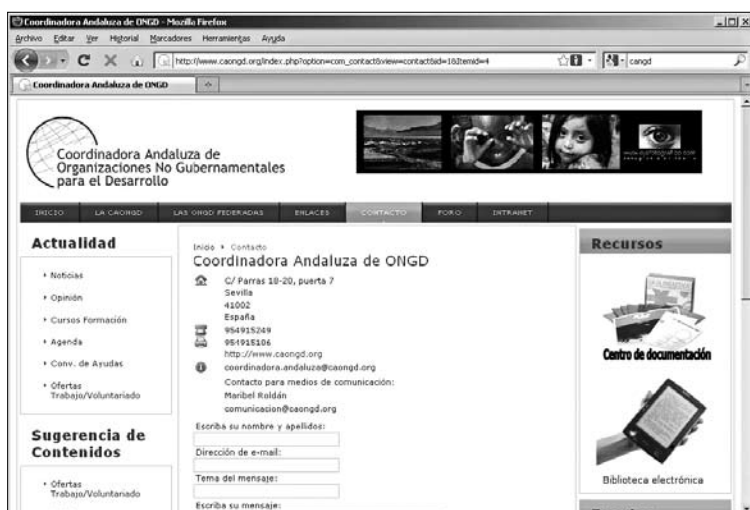 Coordinadora Andaluza de ONGD - Mozilla Firefox
Archivo Editar Ver Historial Marcadores Herramientas Ayuda
http://www.caongd.org/index.php?option=com_contact&view=contact&id=1&Itemid=4
cangd
Coordinadora Andaluza de ONGD
Coordinadora Andaluza de
Organizaciones No Gubernamentales
para el Desarrollo
INICIO LA CAONGD LAS ONGD FEDERADAS ENLACES CONTACTO FORO INTRANET
Actualidad
Noticias
Opinión
Cursos Formación
Agenda
Conv. de Ayudas
Ofertas
Trabajo/Voluntariado
Sugerencia de
Contenidos
Ofertas
Trabajo/Voluntariado
Inicio Contacto
Coordinadora Andaluza de ONGD
C/ Parras 18-20, puerta 7
Sevilla
41002
España
954915249
954915106
http://www.caongd.org
coordinadora.andaluza@caongd.org
Contacto para medios de comunicación:
Maribel Roldán
comunicacion@caongd.org
Escriba su nombre y apellidos:
Dirección de e-mail:
Tema del mensaje:
Escriba su mensaje:
Recursos
Centro de documentación
Biblioteca electrónica